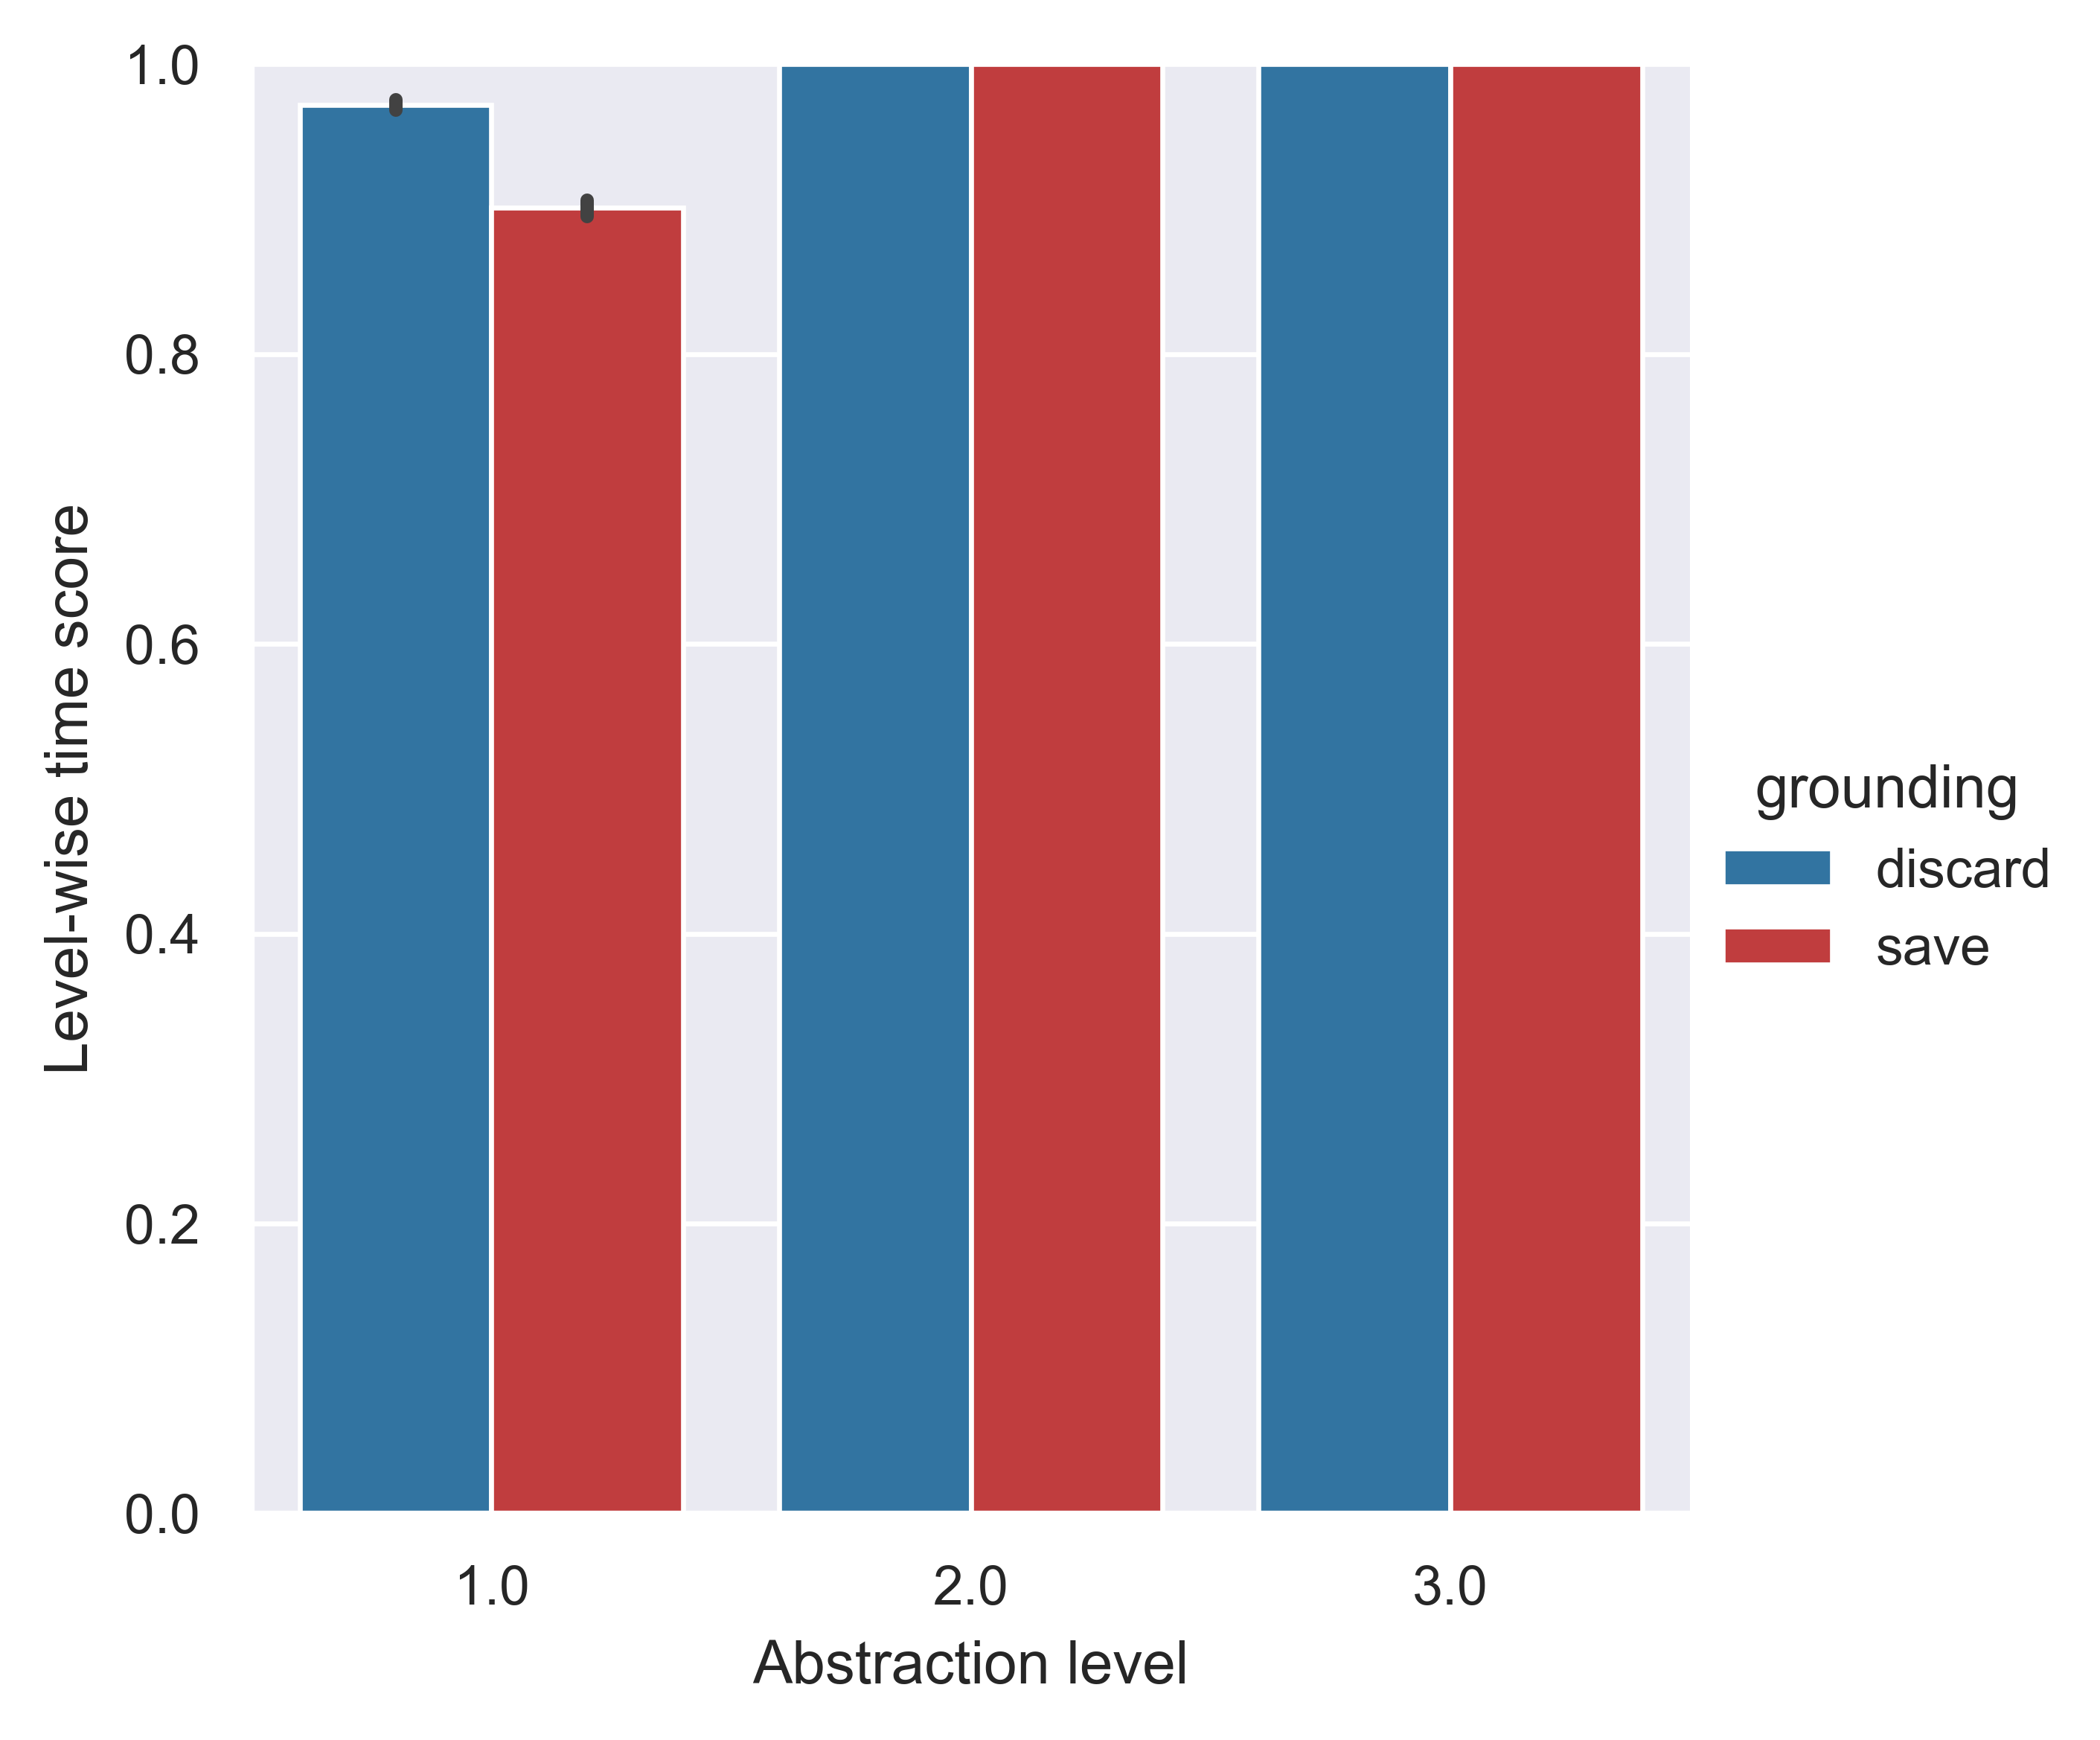 1.0
0.8
0.6
0.4
0.2
0.0
Level-wise time score
1.0 2.0 3.0
Abstraction level
grounding
discard
save